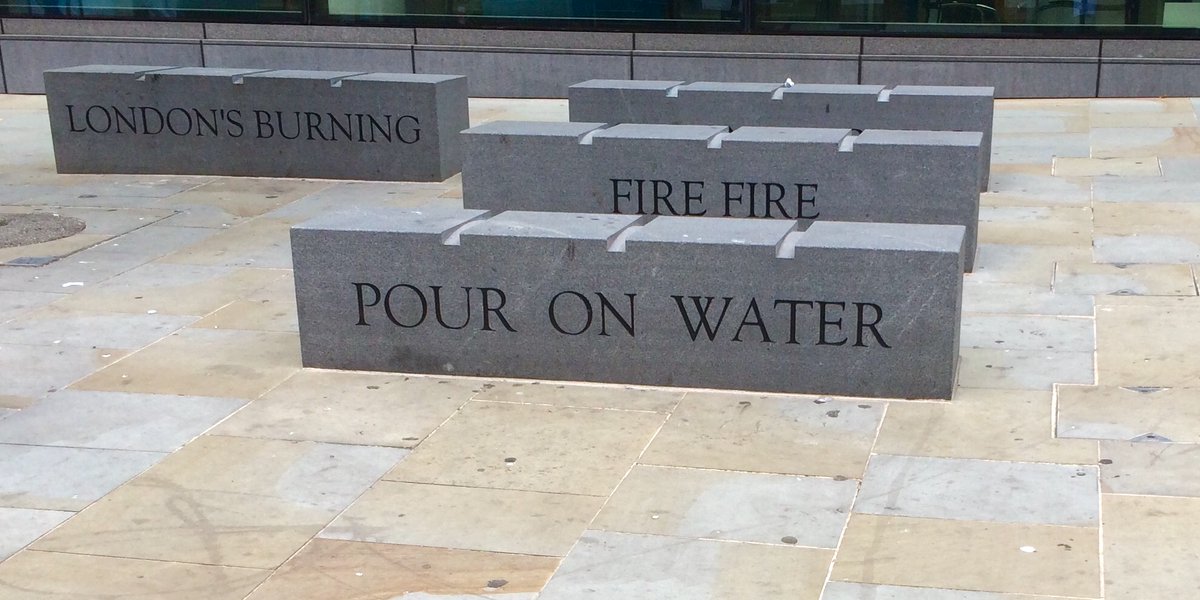 LONDON'S BURNING
FIRE FIRE
POUR ON WATER